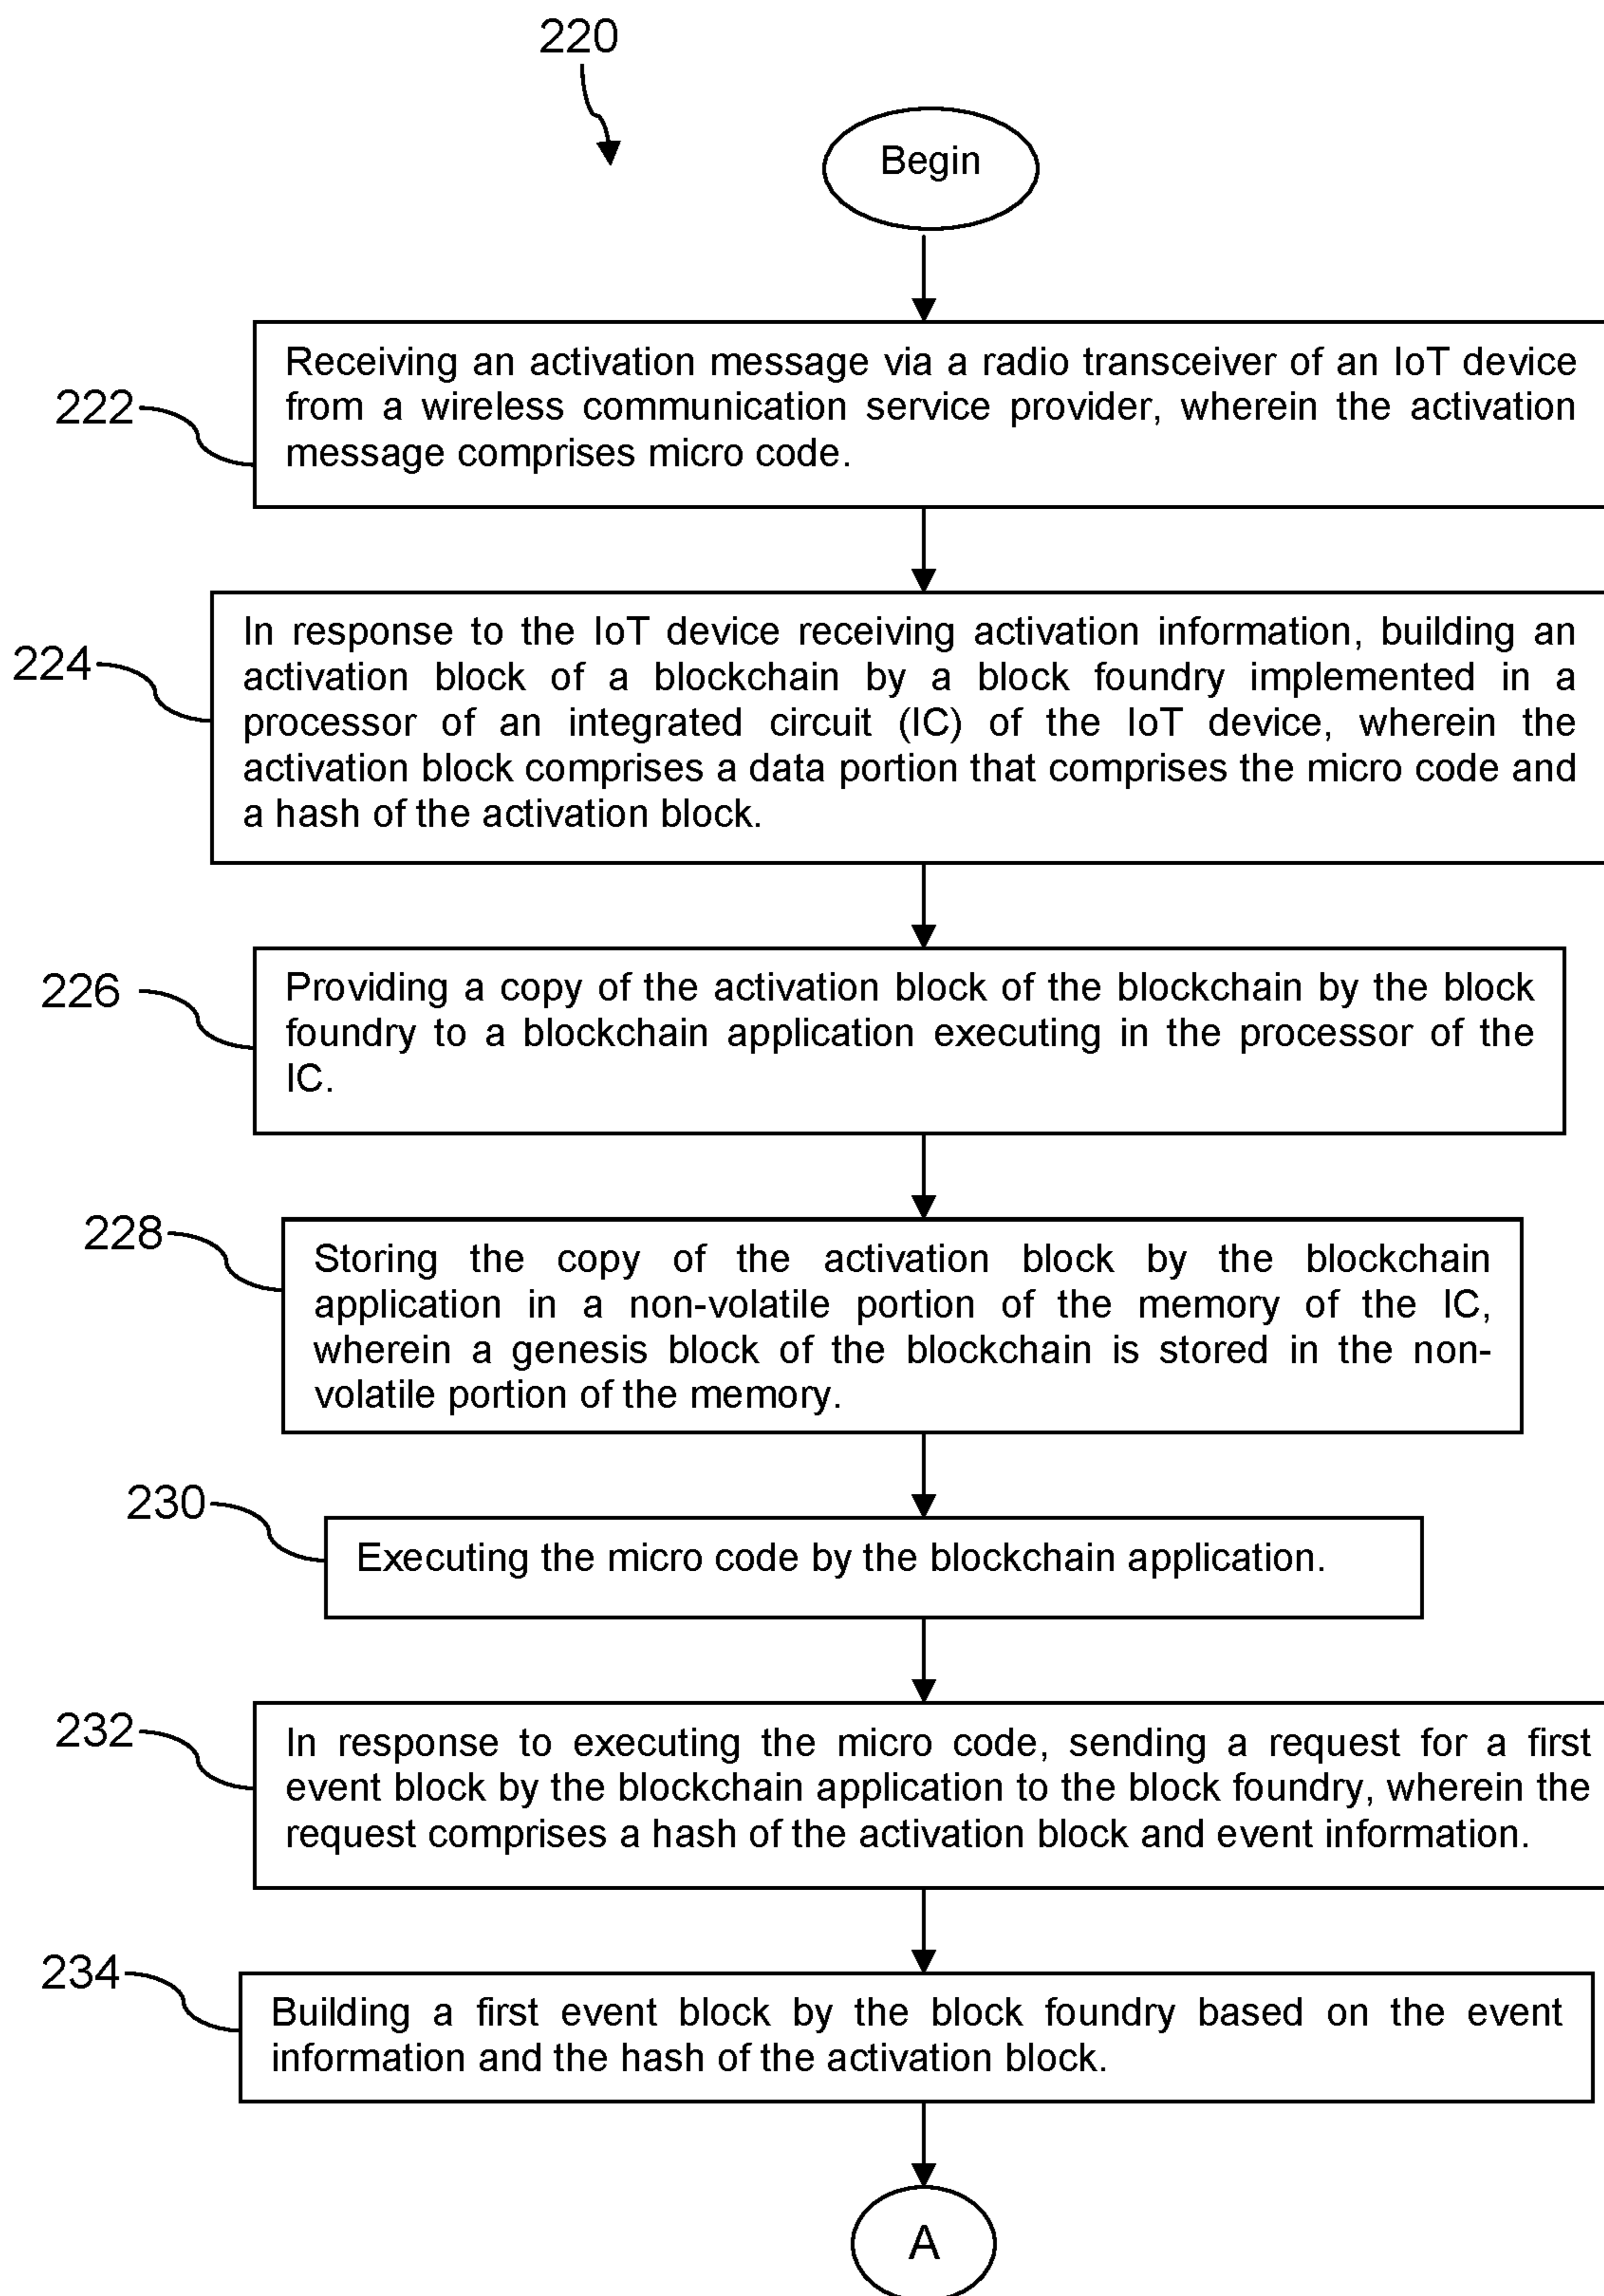 220
Begin
222
Receiving an activation message via a radio transceiver of an IoT device
from a wireless communication service provider, wherein the activation
message comprises micro code.
224
In response to the IoT device receiving activation information, building an
activation block of a blockchain by a block foundry implemented in a
processor of an integrated circuit (IC) of the IoT device, wherein the
activation block comprises a data portion that comprises the micro code and
a hash of the activation block.
226
Providing a copy of the activation block of the blockchain by the block
foundry to a blockchain application executing in the processor of the
IC.
228
Storing the copy of the activation block by the blockchain
application in a non-volatile portion of the memory of the IC,
wherein a genesis block of the blockchain is stored in the non-
volatile portion of the memory.
230
Executing the micro code by the blockchain application.
232
In response to executing the micro code, sending a request for a first
event block by the blockchain application to the block foundry, wherein the
request comprises a hash of the activation block and event information.
234
Building a first event block by the block foundry based on the event
information and the hash of the activation block.
A